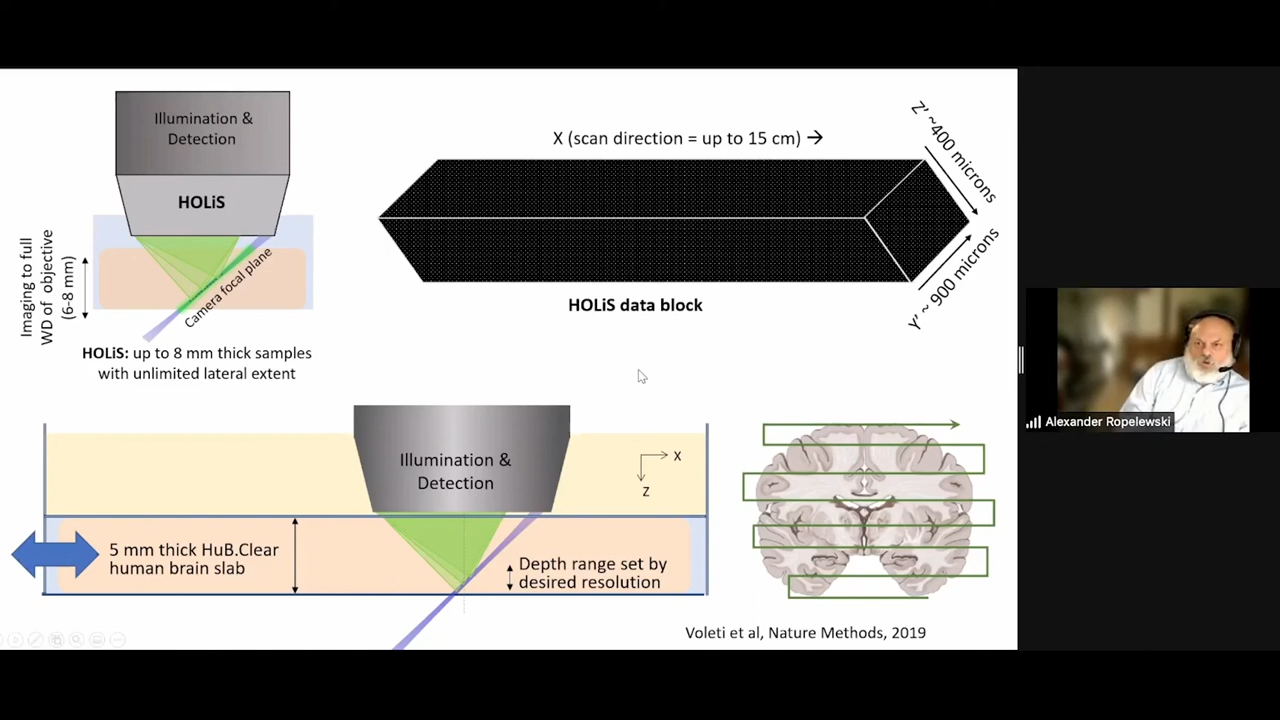 Illumination &
Detection
HOLiS
Camera focal plane
Imaging to full
WD of objective
(6-8 mm)
HOLiS: up to 8 mm thick samples
with unlimited lateral extent
X (scan direction = up to 15 cm) →
Z' ~400 microns
Y' ~ 900 microns
HOLiS data block
Illumination &
Detection
X
Z
5 mm thick HuB.Clear
human brain slab
Depth range set by
desired resolution
Voleti et al, Nature Methods, 2019
Alexander Ropelewski